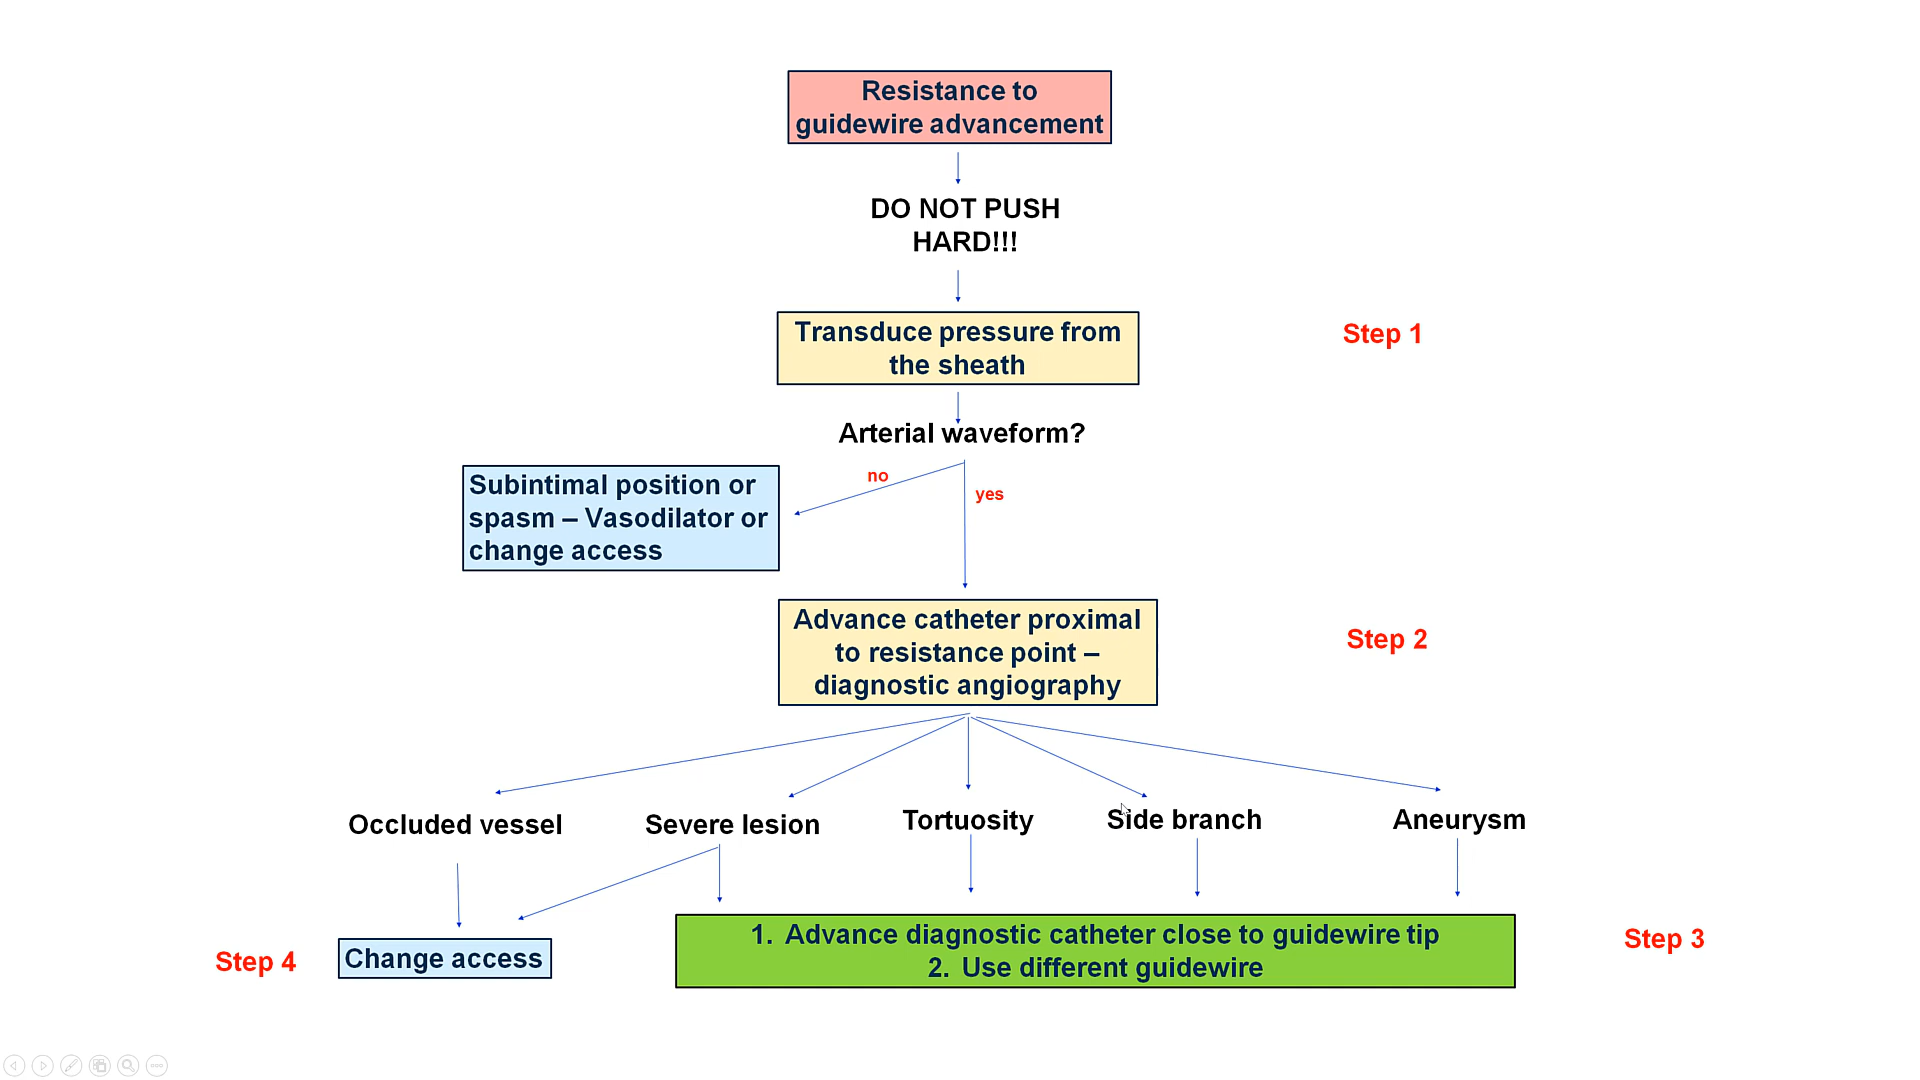 Resistance to
guidewire advancement
DO NOT PUSH
HARD!!!
Transduce pressure from
the sheath
Step 1
Arterial waveform?
no
yes
Subintimal position or
spasm – Vasodilator or
change access
Advance catheter proximal
to resistance point –
diagnostic angiography
Step 2
Occluded vessel
Severe lesion
Tortuosity
Side branch
Aneurysm
Step 4
Change access
1. Advance diagnostic catheter close to guidewire tip
2. Use different guidewire
Step 3